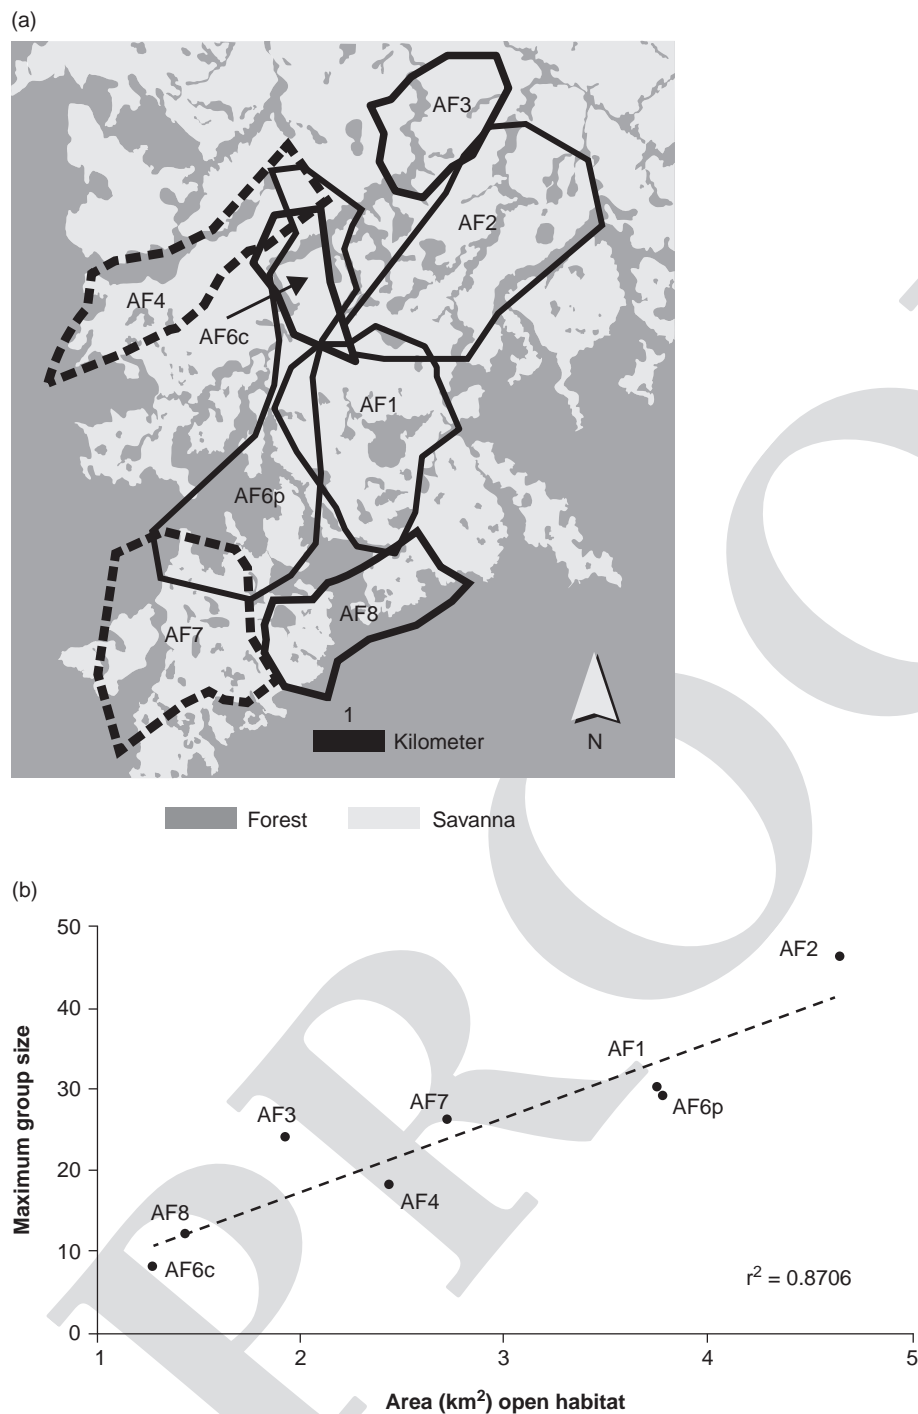 (a)
AF3
AF2
AF4
AF6c
AF1
AF6p
AF8
AF7
1
Kilometer
N
Forest
Savanna
(b)
50
40
30
20
10
0
Maximum group size
AF2
AF1
AF6p
AF7
AF3
AF4
AF8
AF6c
r² = 0.8706
1 2 3 4 5
Area (km²) open habitat
PROO